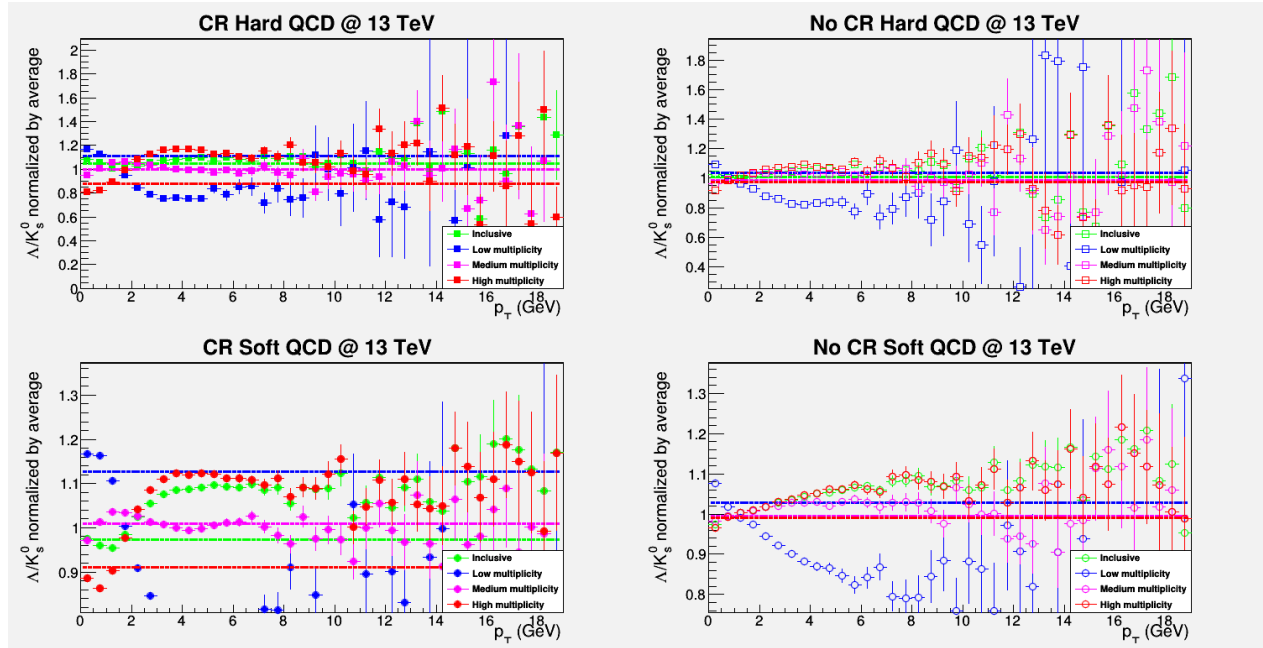 CR Hard QCD @ 13 TeV
Λ/K⁰ₛ normalized by average
2
1.8
1.6
1.4
1.2
1
0.8
0.6
0.4
0.2
0
0 2 4 6 8 10 12 14 16 18
Inclusive
Low multiplicity
Medium multiplicity
High multiplicity
(GeV)
No CR Hard QCD @ 13 TeV
Λ/K⁰ₛ normalized by average
1.8
1.6
1.4
1.2
1
0.8
0.6
0.4
0 2 4 6 8 10 12 14 16 18
Inclusive
Low multiplicity
Medium multiplicity
High multiplicity
(GeV)
CR Soft QCD @ 13 TeV
Λ/K⁰ₛ normalized by average
1.3
1.2
1.1
1
0.9
0 2 4 6 8 10 12 14 16 18
Inclusive
Low multiplicity
Medium multiplicity
High multiplicity
(GeV)
No CR Soft QCD @ 13 TeV
Λ/K⁰ₛ normalized by average
1.3
1.2
1.1
1
0.9
0.8
0 2 4 6 8 10 12 14 16 18
Inclusive
Low multiplicity
Medium multiplicity
High multiplicity
(GeV)